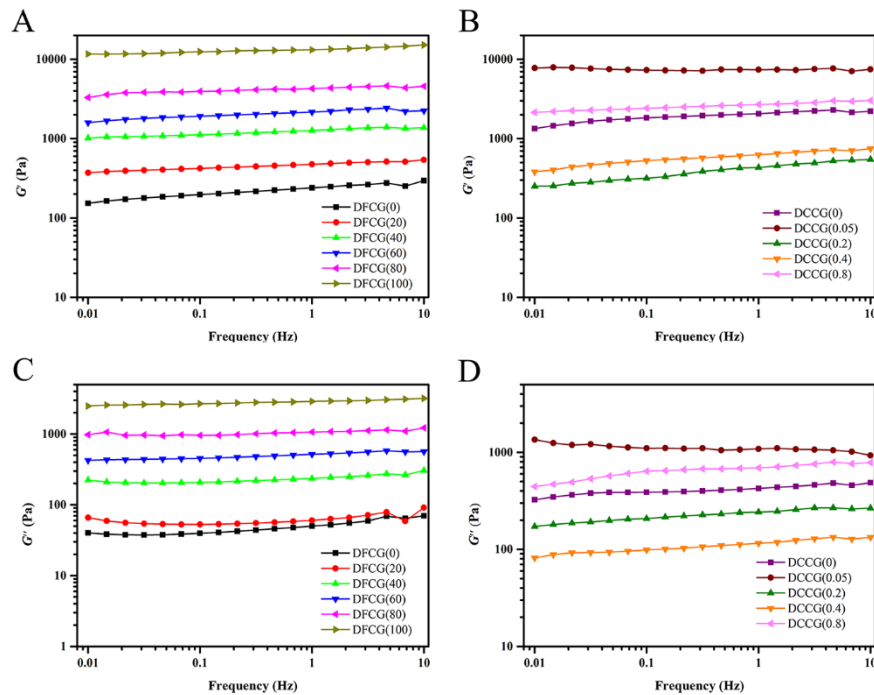 A
10000
1000
100
10
G' (Pa)
DFCG(0)
DFCG(20)
DFCG(40)
DFCG(60)
DFCG(80)
DFCG(100)
0.01
0.1
1
10
Frequency (Hz)
B
10000
1000
100
10
G' (Pa)
DCCG(0)
DCCG(0.05)
DCCG(0.2)
DCCG(0.4)
DCCG(0.8)
0.01
0.1
1
10
Frequency (Hz)
C
1000
100
10
1
G'' (Pa)
DFCG(0)
DFCG(20)
DFCG(40)
DFCG(60)
DFCG(80)
DFCG(100)
0.01
0.1
1
10
Frequency (Hz)
D
1000
100
10
G'' (Pa)
DCCG(0)
DCCG(0.05)
DCCG(0.2)
DCCG(0.4)
DCCG(0.8)
0.01
0.1
1
10
Frequency (Hz)